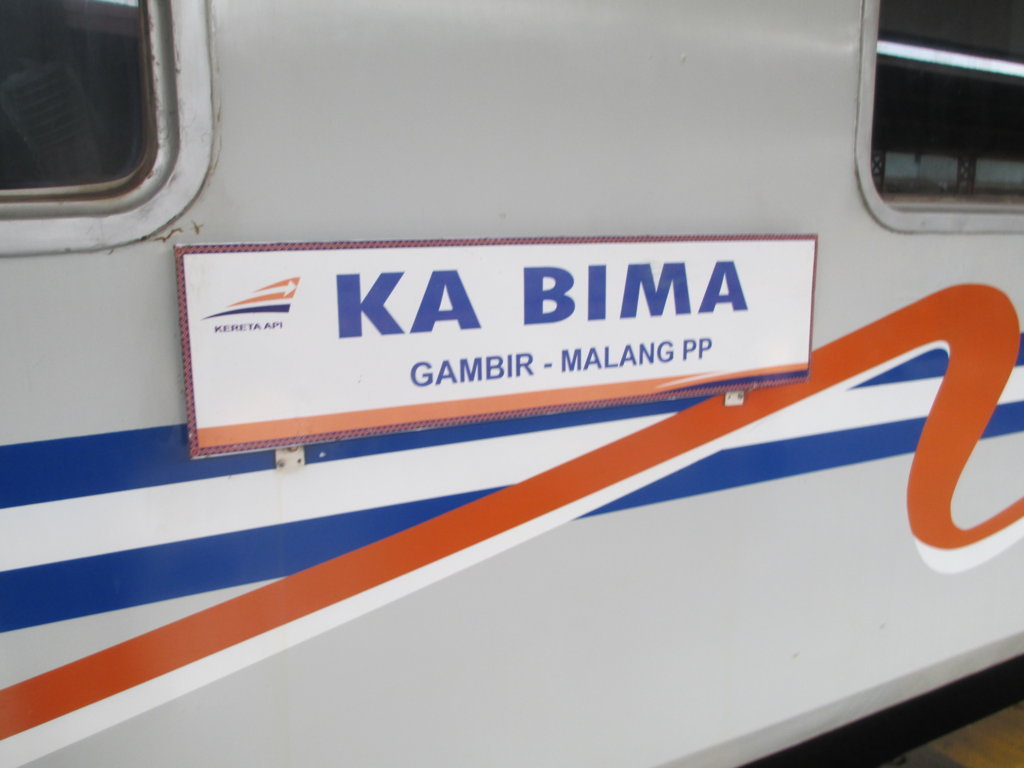 KA BIMA
KERETA API
GAMBIR - MALANG PP